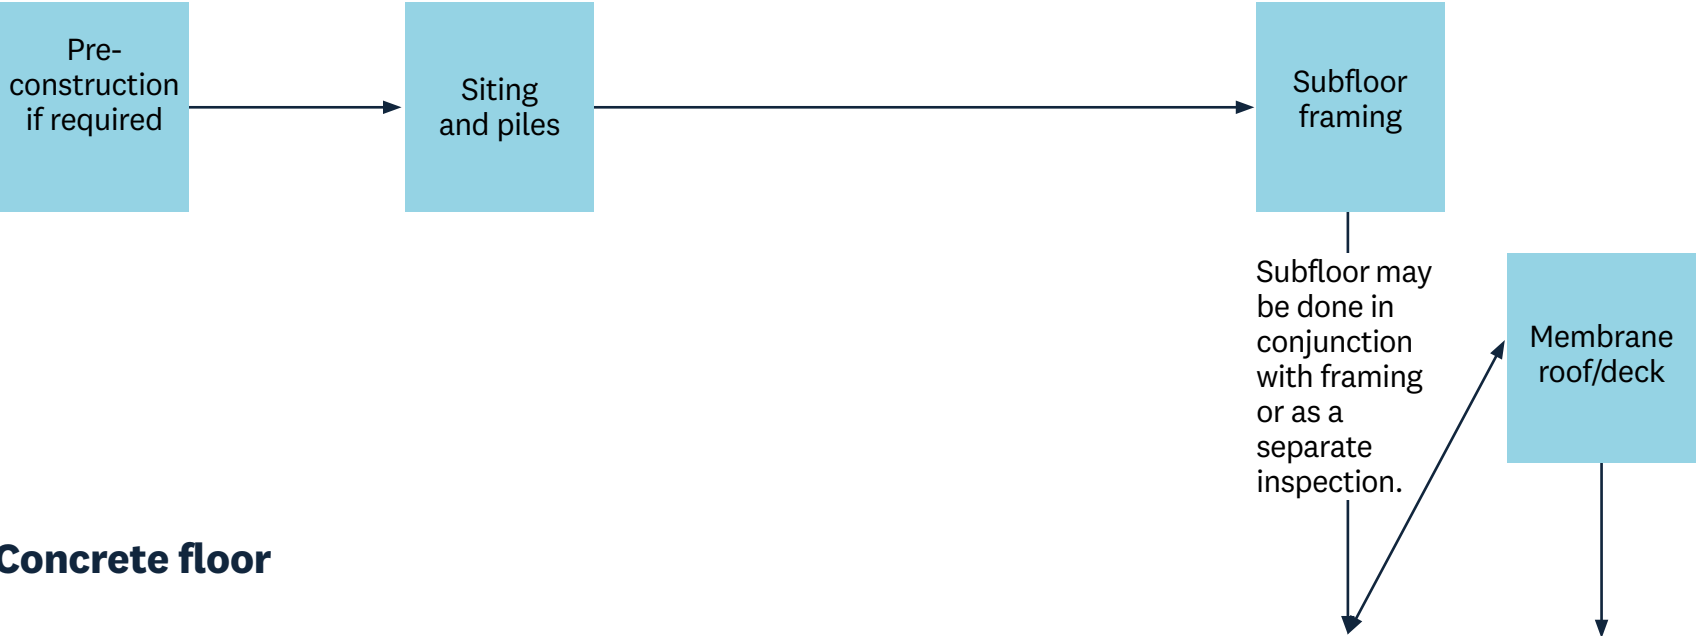 Pre-
construction
if required
Siting
and piles
Subfloor
framing
Subfloor may
be done in
conjunction
with framing
or as a
separate
inspection.
Membrane
roof/deck
Concrete floor